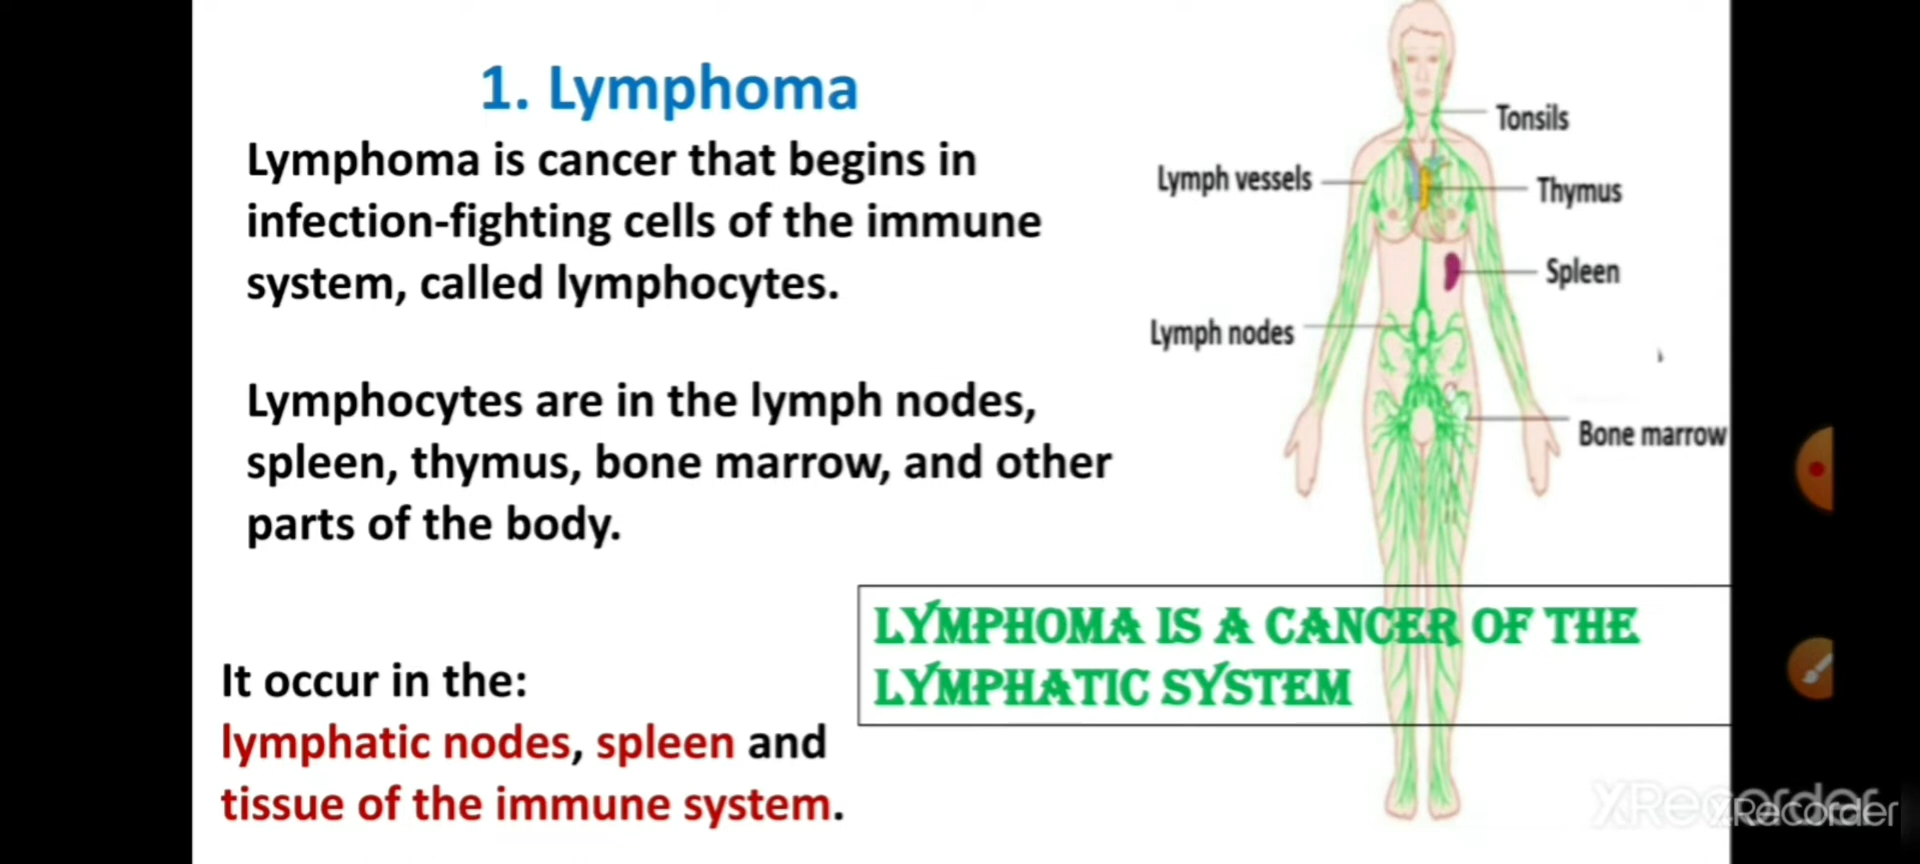 1. Lymphoma
Lymphoma is cancer that begins in
infection-fighting cells of the immune
system, called lymphocytes.
Lymphocytes are in the lymph nodes,
spleen, thymus, bone marrow, and other
parts of the body.
It occur in the:
lymphatic nodes, spleen and
tissue of the immune system.
Tonsils
Lymph vessels
Thymus
Spleen
Lymph nodes
Bone marrow
LYMPHOMA IS A CANCER OF THE
LYMPHATIC SYSTEM
XRecorder
XRecorder